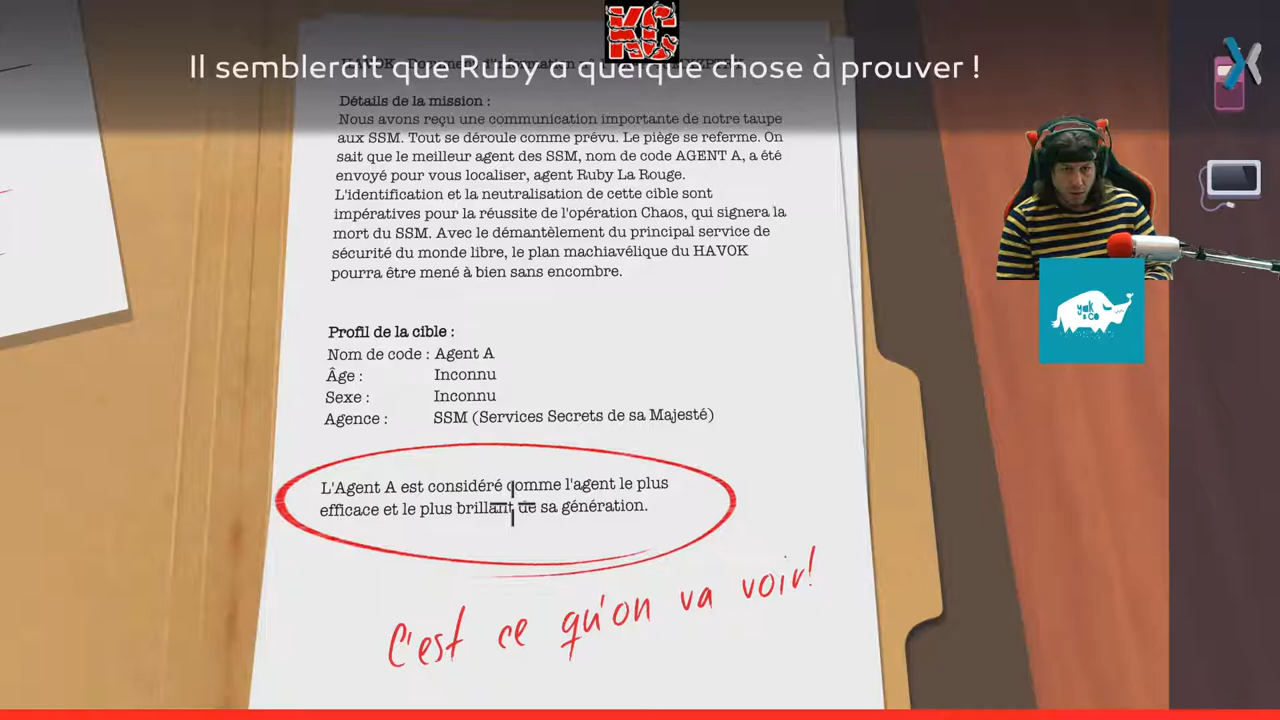 KC
Il semblerait que Ruby a quelque chose à prouver !
Détails de la mission :
Nous avons reçu une communication importante de notre taupe
aux SSM. Tout se déroule comme prévu. Le piège se referme. On
sait que le meilleur agent des SSM, nom de code AGENT A, a été
envoyé pour vous localiser, agent Ruby La Rouge.
L'identification et la neutralisation de cette cible sont
impératives pour la réussite de l'opération Chaos, qui signera la
mort du SSM. Avec le démantèlement du principal service de
sécurité du monde libre, le plan machiavélique du HAVOK
pourra être mené à bien sans encombre.
Profil de la cible :
Nom de code : Agent A
Âge : Inconnu
Sexe : Inconnu
Agence : SSM (Services Secrets de sa Majesté)
L'Agent A est considéré comme l'agent le plus
efficace et le plus brillant de sa génération.
C'est ce qu'on va voir!
yak
& co